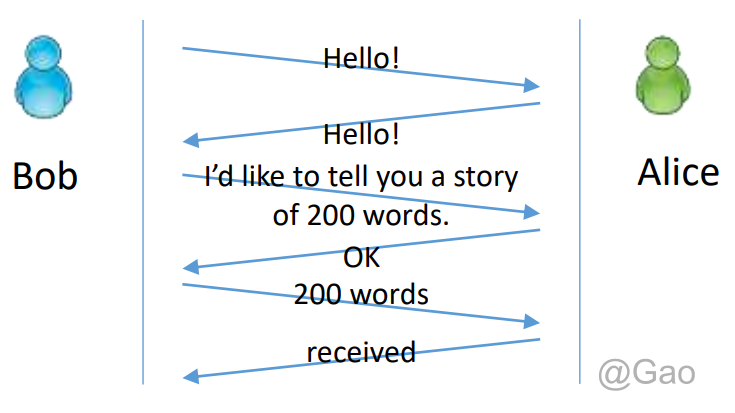 Hello!
Hello!
Bob
I'd like to tell you a story
of 200 words.
Alice
OK
200 words
received
@Gao